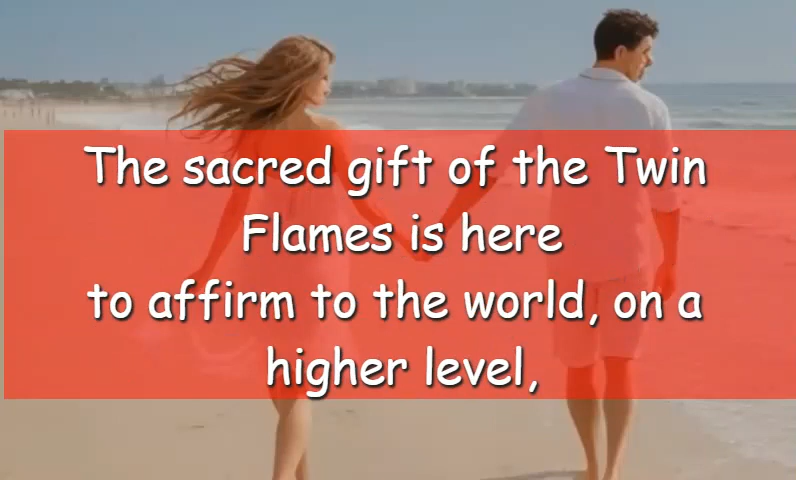 The sacred gift of the Twin
Flames is here
to affirm to the world, on a
higher level,